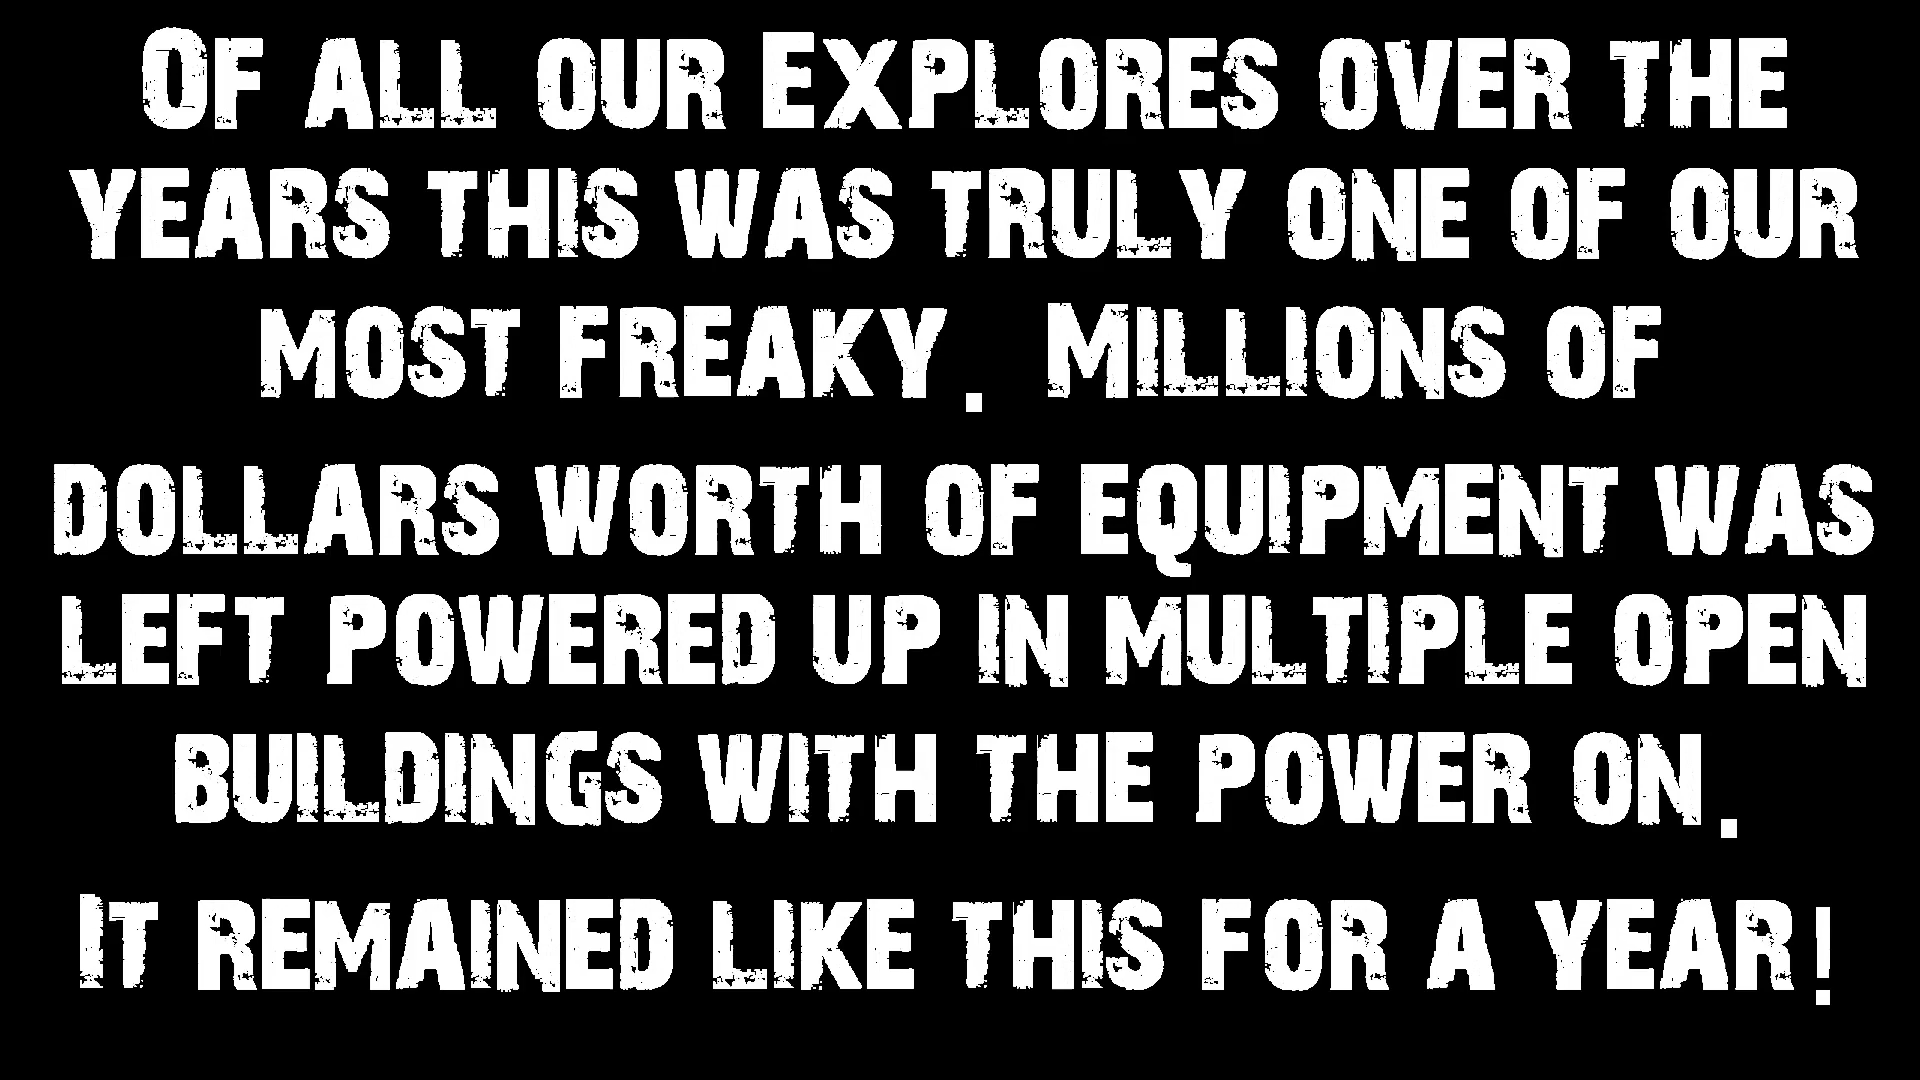 Of all our Explores over the
years this was truly one of our
most Freaky. Millions of
dollars worth of equipment was
left powered up in multiple open
buildings with the power on.
It remained like this for a year!